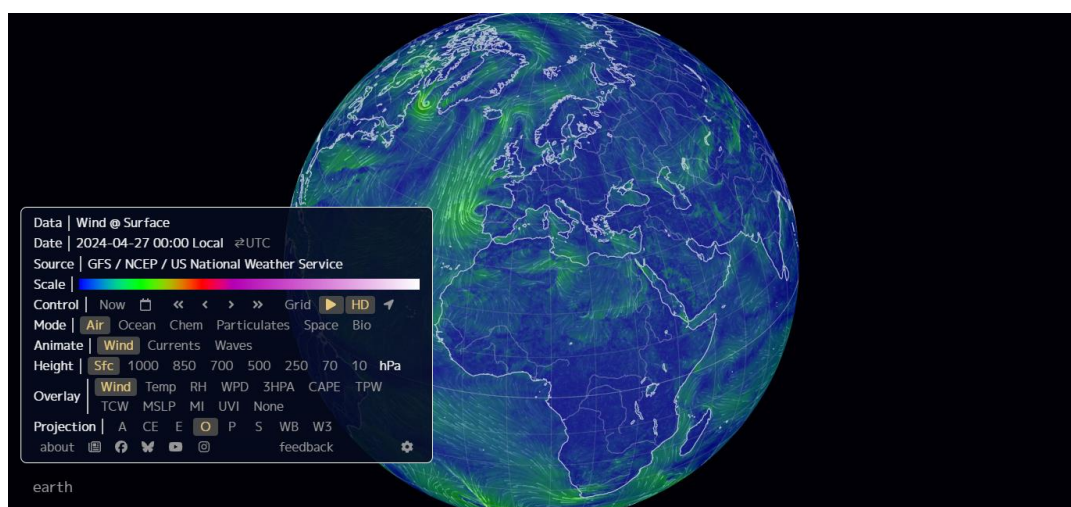 Data | Wind @ Surface
Date | 2024-04-27 00:00 Local ⇄UTC
Source | GFS / NCEP / US National Weather Service
Scale |
Control | Now « ‹ › » Grid HD
Mode | Air Ocean Chem Particulates Space Bio
Animate | Wind Currents Waves
Height | Sfc 1000 850 700 500 250 70 10 hPa
Overlay | Wind Temp RH WPD 3HPA CAPE TPW
TCW MSLP MI UVI None
Projection | A CE E O P S WB W3
about feedback
earth